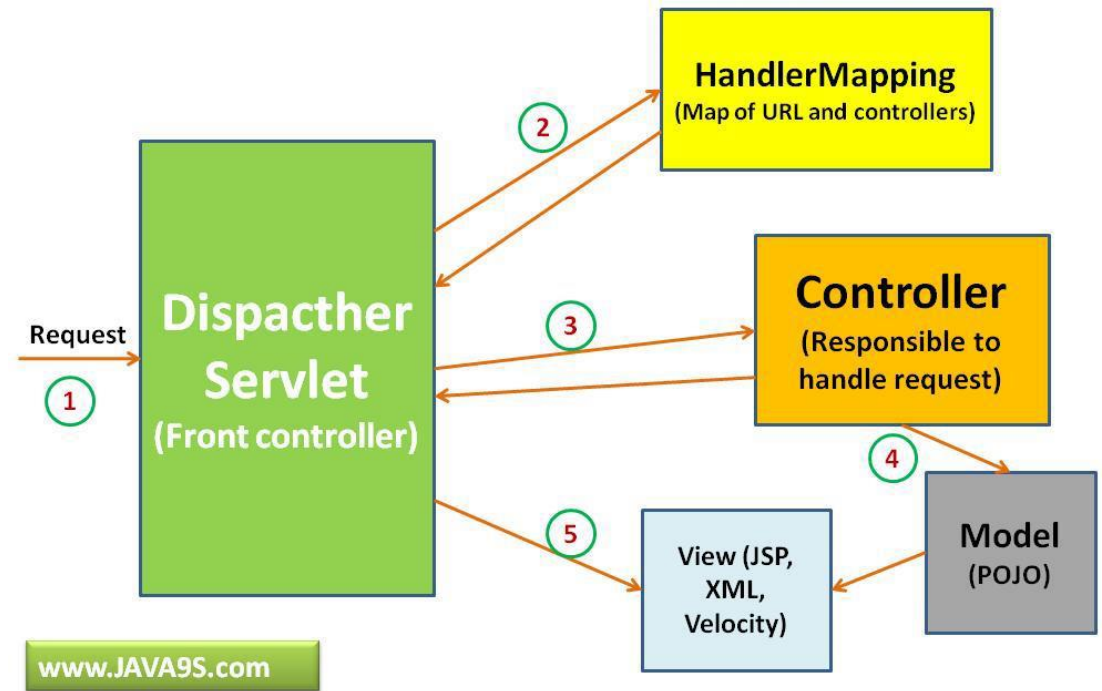 HandlerMapping
(Map of URL and controllers)
2
Dispacther
Servlet
(Front controller)
Request
1
3
Controller
(Responsible to
handle request)
4
5
View (JSP,
XML,
Velocity)
Model
(POJO)
www.JAVA9S.com